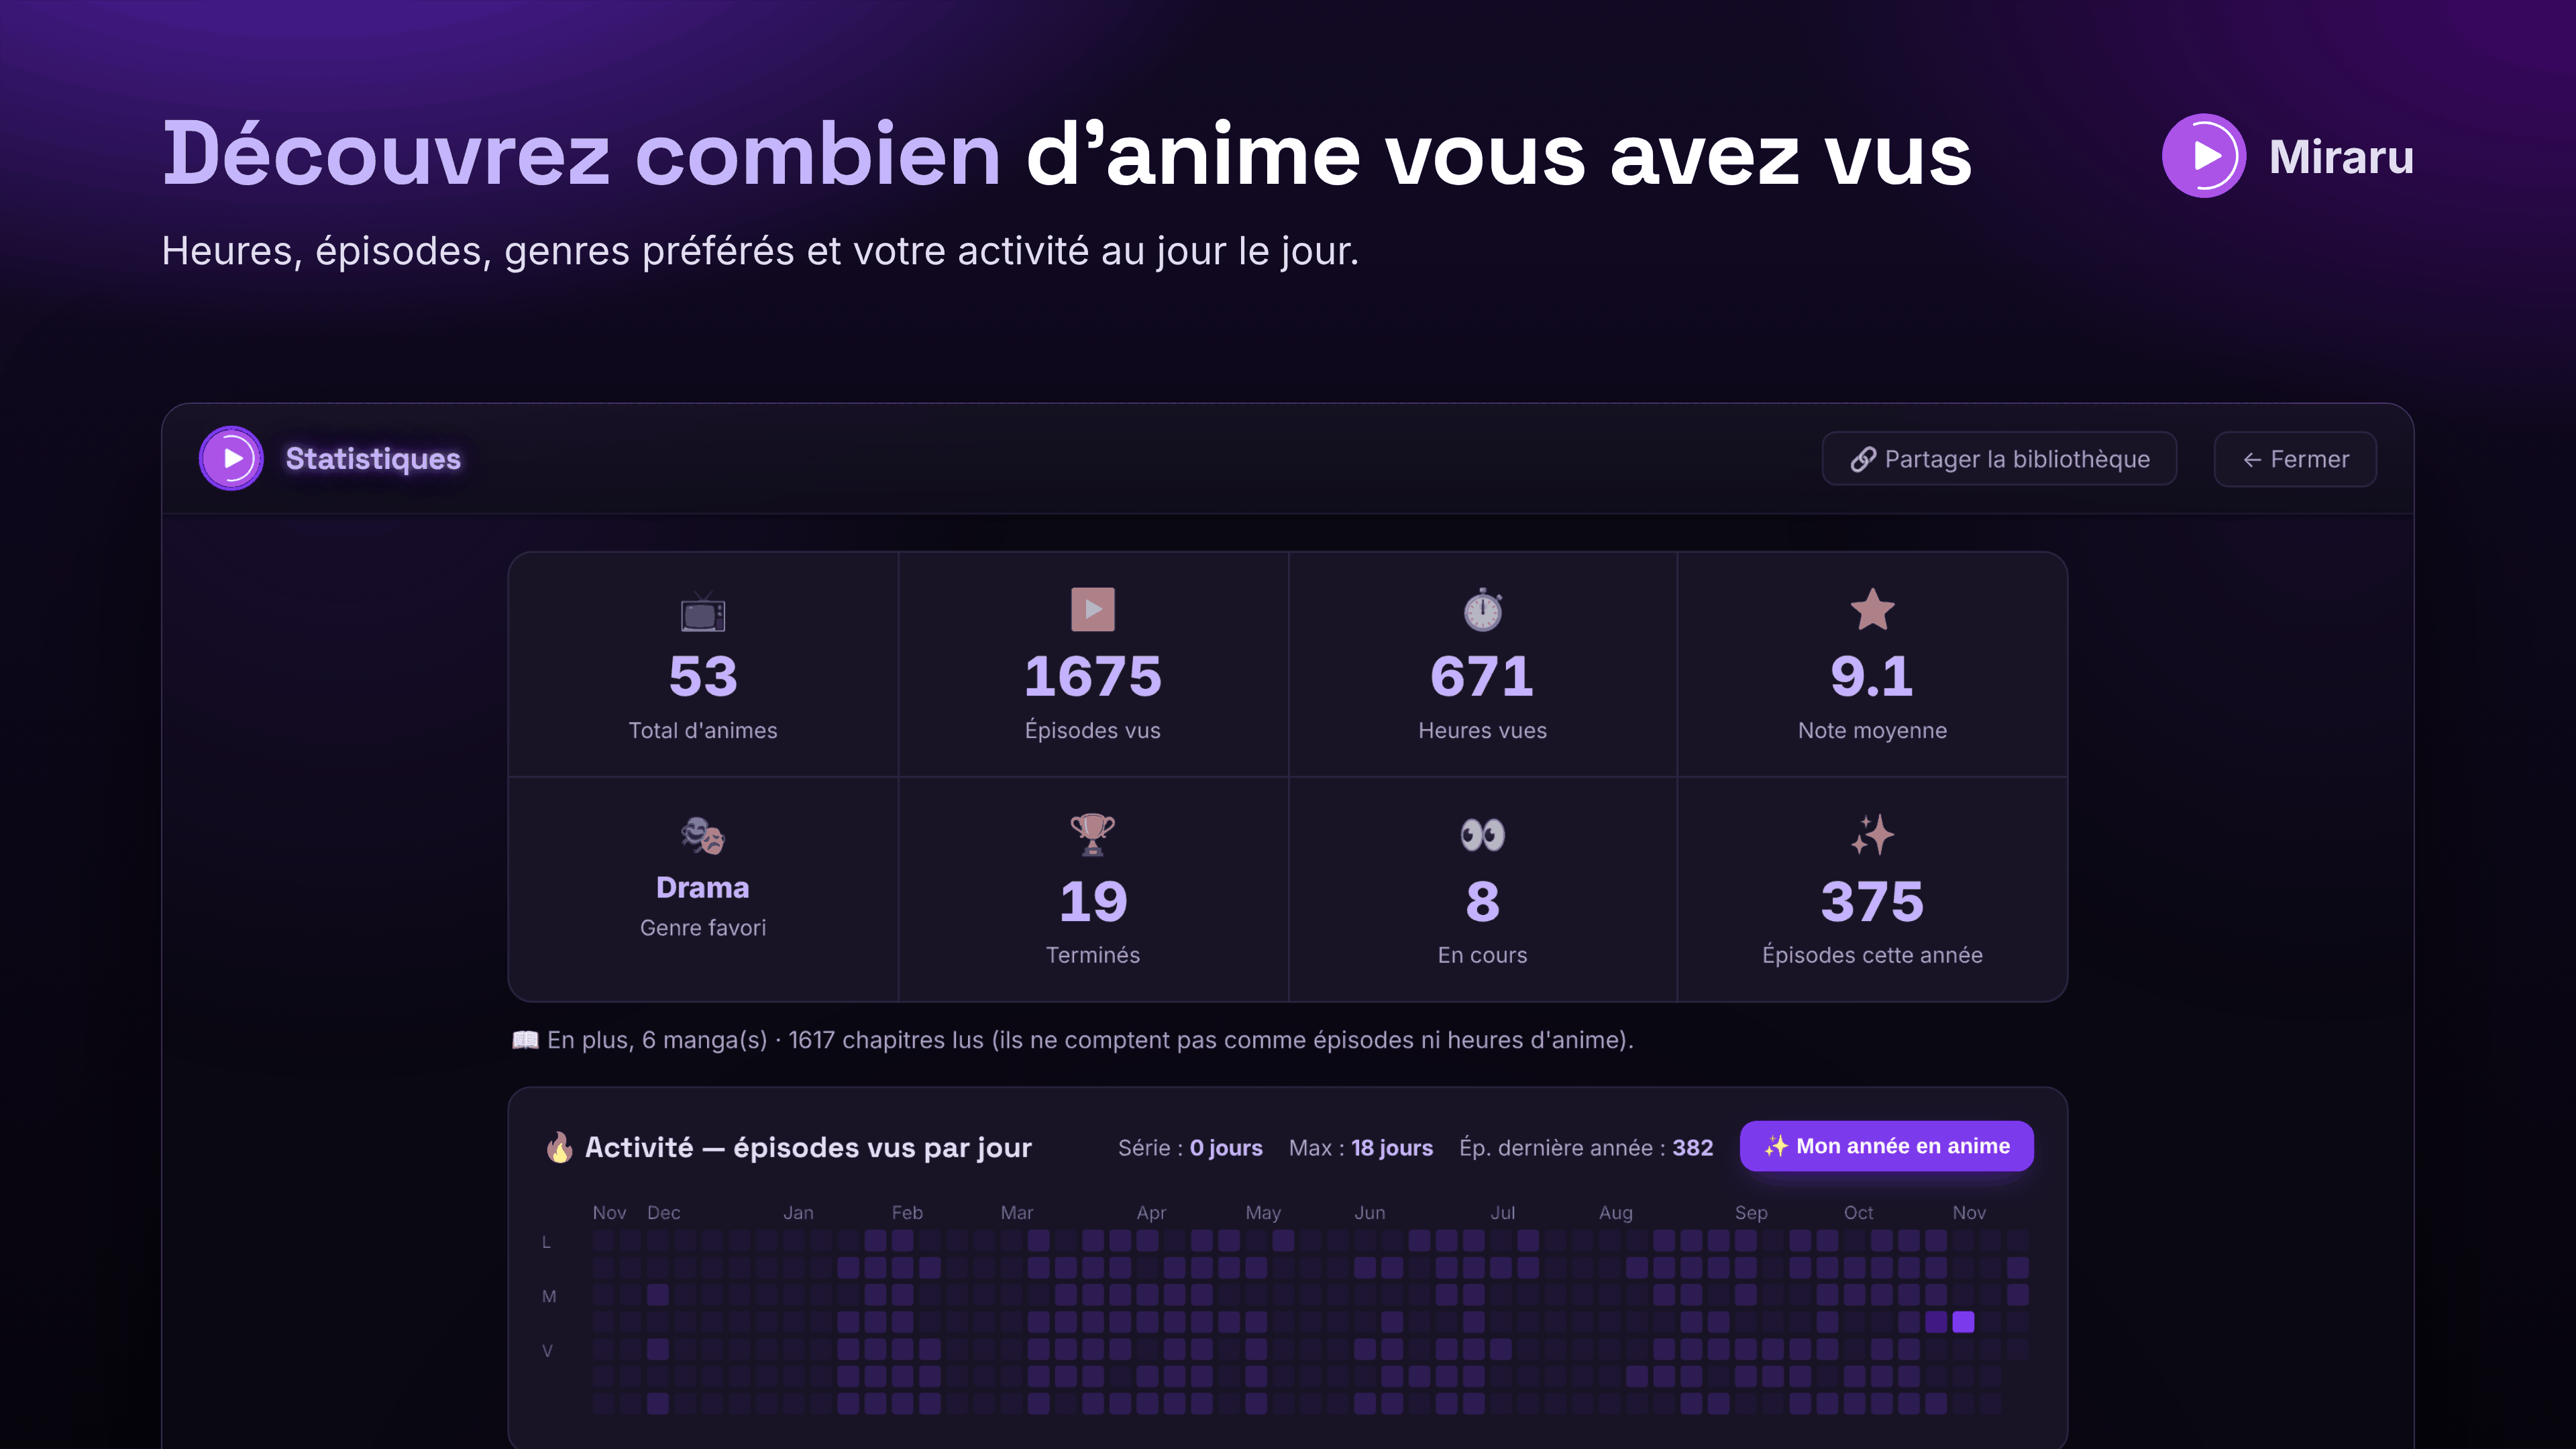 Découvrez combien d’anime vous avez vus
Miraru
Heures, épisodes, genres préférés et votre activité au jour le jour.
Statistiques
Partager la bibliothèque
← Fermer
53
Total d'animes
1675
Épisodes vus
671
Heures vues
9.1
Note moyenne
Drama
Genre favori
19
Terminés
8
En cours
375
Épisodes cette année
En plus, 6 manga(s) · 1617 chapitres lus (ils ne comptent pas comme épisodes ni heures d'anime).
Activité — épisodes vus par jour
Série : 0 jours
Max : 18 jours
Ép. dernière année : 382
Mon année en anime
Nov Dec Jan Feb Mar Apr May Jun Jul Aug Sep Oct Nov
L
M
V